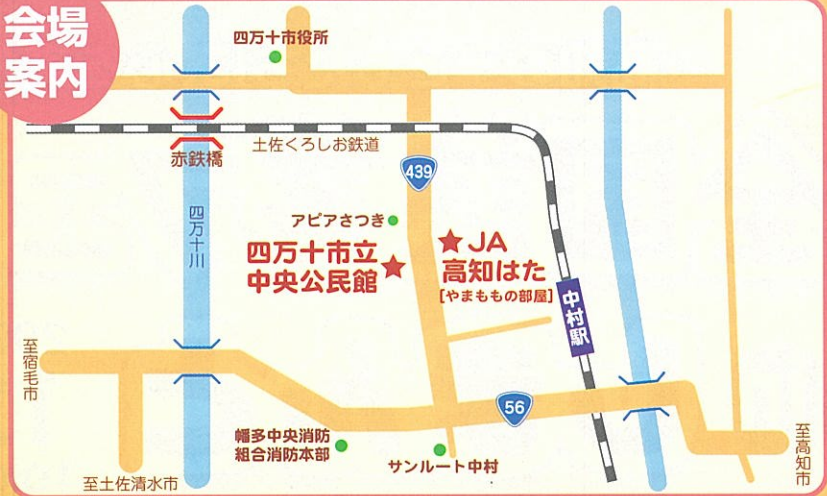 会場
案内
四万十市役所
赤鉄橋
土佐くろしお鉄道
439
四万十川
アピアさつき
四万十市立
中央公民館
JA
高知はた
[やまももの部屋]
中村駅
至宿毛市
56
幡多中央消防
組合消防本部
サンルート中村
至高知市
至土佐清水市